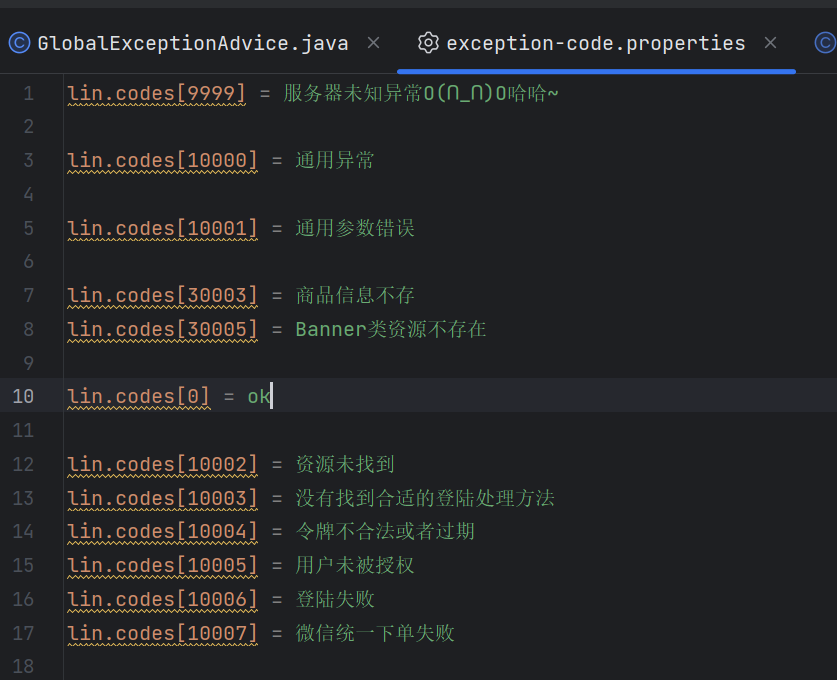 GlobalExceptionAdvice.java exception-code.properties
1 lin.codes[9999] = 服务器未知异常O(∩_∩)O哈哈~
2
3 lin.codes[10000] = 通用异常
4
5 lin.codes[10001] = 通用参数错误
6
7 lin.codes[30003] = 商品信息不存
8 lin.codes[30005] = Banner类资源不存在
9
10 lin.codes[0] = ok
11
12 lin.codes[10002] = 资源未找到
13 lin.codes[10003] = 没有找到合适的登陆处理方法
14 lin.codes[10004] = 令牌不合法或者过期
15 lin.codes[10005] = 用户未被授权
16 lin.codes[10006] = 登陆失败
17 lin.codes[10007] = 微信统一下单失败
18